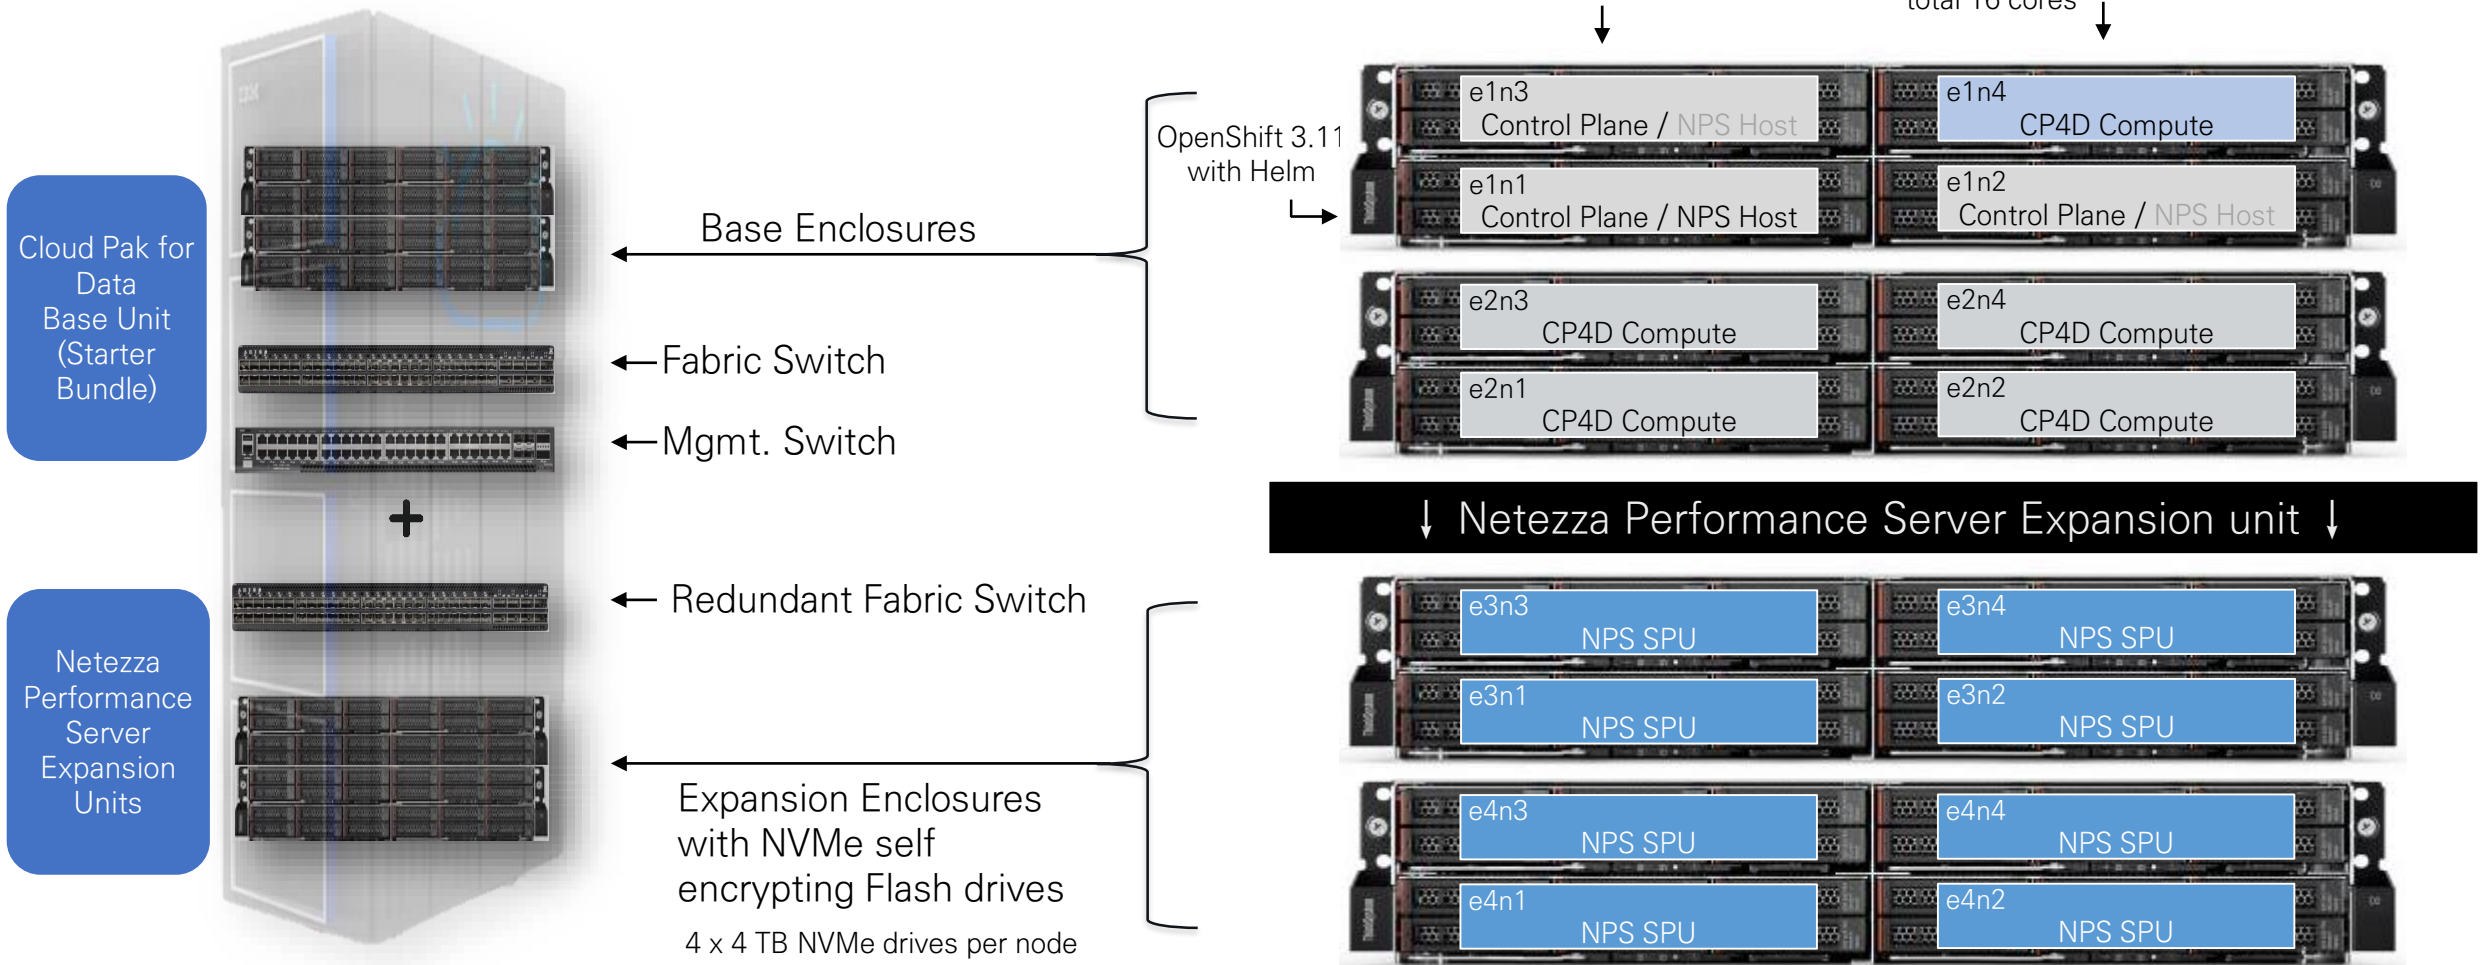 total 16 cores
e1n3
Control Plane / NPS Host
e1n4
CP4D Compute
OpenShift 3.11
with Helm
e1n1
Control Plane / NPS Host
e1n2
Control Plane / NPS Host
Cloud Pak for
Data
Base Unit
(Starter
Bundle)
Base Enclosures
Fabric Switch
Mgmt. Switch
e2n3
CP4D Compute
e2n4
CP4D Compute
e2n1
CP4D Compute
e2n2
CP4D Compute
+
↓ Netezza Performance Server Expansion unit ↓
Redundant Fabric Switch
Netezza
Performance
Server
Expansion
Units
Expansion Enclosures
with NVMe self
encrypting Flash drives
4 x 4 TB NVMe drives per node
e3n3
NPS SPU
e3n4
NPS SPU
e3n1
NPS SPU
e3n2
NPS SPU
e4n3
NPS SPU
e4n4
NPS SPU
e4n1
NPS SPU
e4n2
NPS SPU